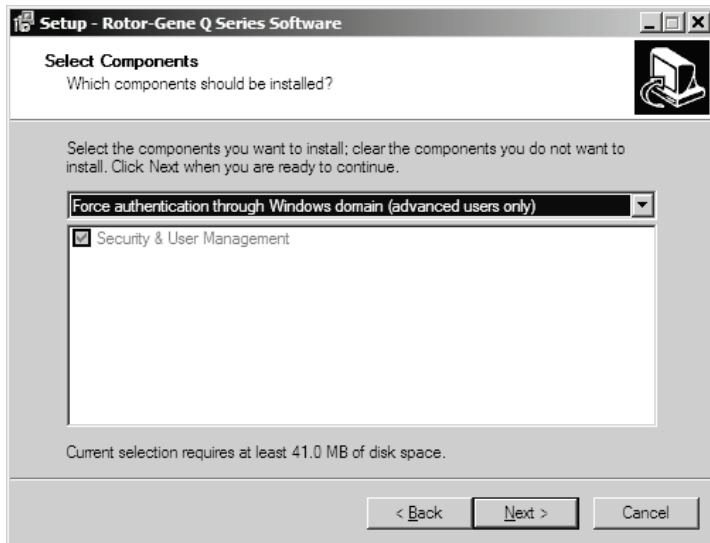 Setup - Rotor-Gene Q Series Software
Select Components
Which components should be installed?
Select the components you want to install; clear the components you do not want to
install. Click Next when you are ready to continue.
Force authentication through Windows domain (advanced users only)
Security & User Management
Current selection requires at least 41.0 MB of disk space.
< Back Next > Cancel